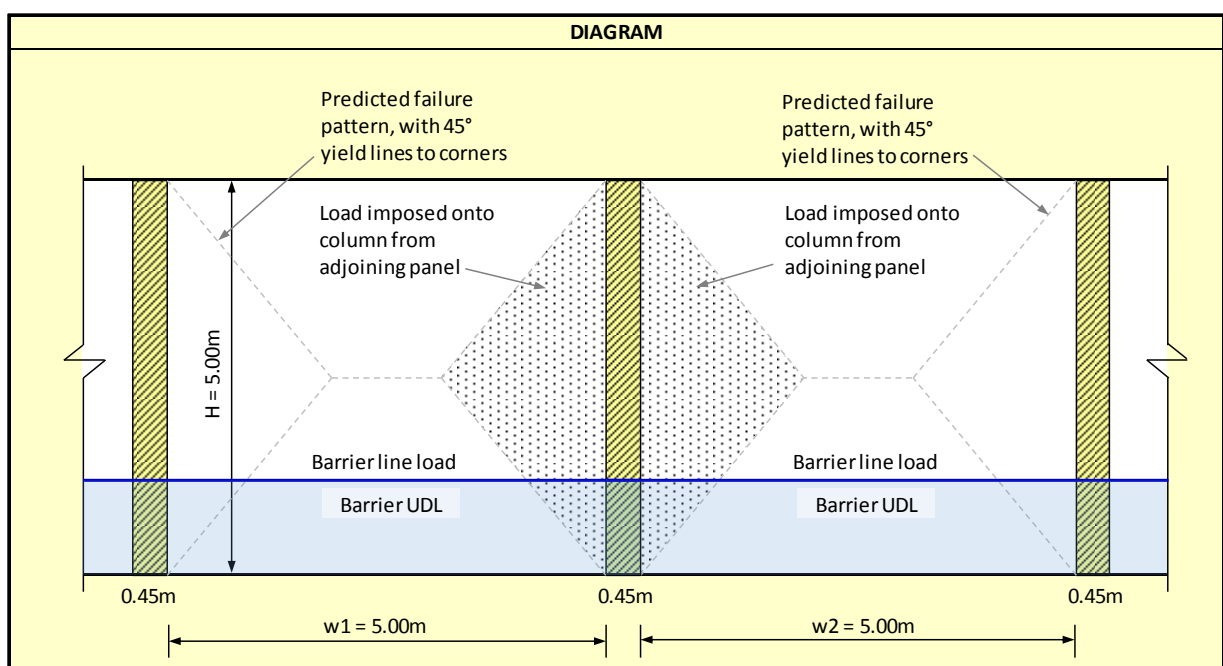 DIAGRAM
Predicted failure
pattern, with 45°
yield lines to corners
Predicted failure
pattern, with 45°
yield lines to corners
Load imposed onto
column from
adjoining panel
Load imposed onto
column from
adjoining panel
H = 5.00m
Barrier line load
Barrier line load
Barrier UDL
Barrier UDL
0.45m
0.45m
0.45m
w1 = 5.00m
w2 = 5.00m